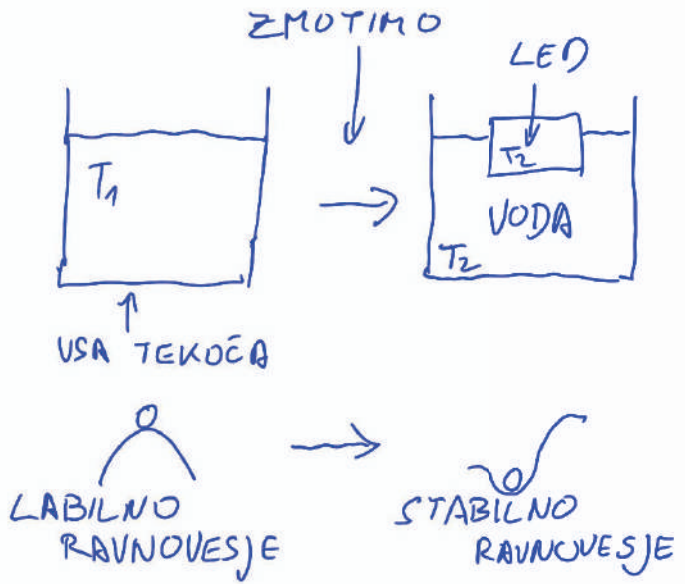 ZMOTIMO
LED
T₁
T₂
VODA
T₂
VSA TEKOČA
LABILNO
RAVNOVESJE
STABILNO
RAVNOVESJE